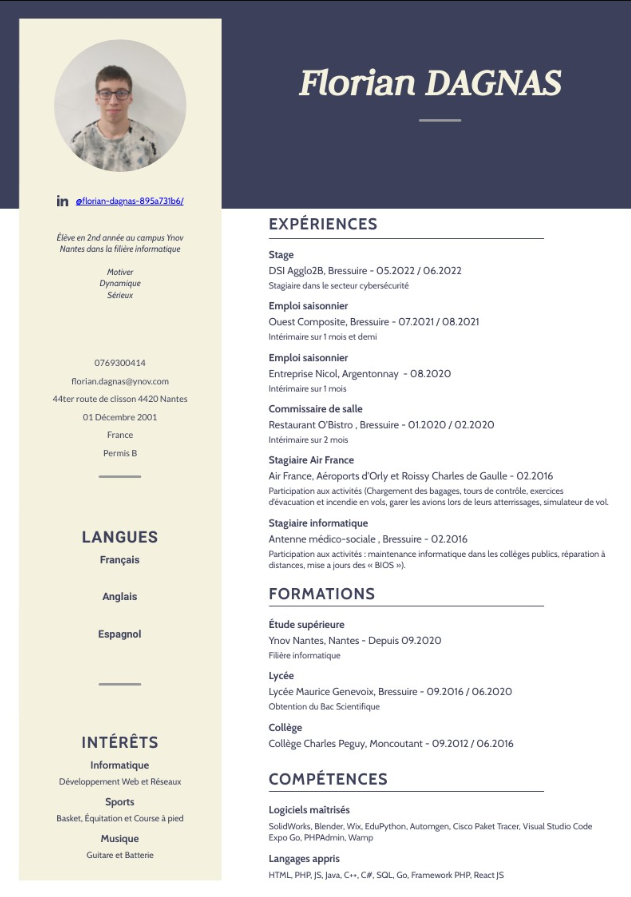 Florian DAGNAS
in @florian-dagnas-895a731b6/
Élève en 2nd année au campus Ynov
Nantes dans la filière informatique
Motiver
Dynamique
Sérieux
0769300414
florian.dagnas@ynov.com
44ter route de clisson 4420 Nantes
01 Décembre 2001
France
Permis B
LANGUES
Français
Anglais
Espagnol
INTÉRÊTS
Informatique
Développement Web et Réseaux
Sports
Basket, Équitation et Course à pied
Musique
Guitare et Batterie
EXPÉRIENCES
Stage
DSI Agglo2B, Bressuire - 05.2022 / 06.2022
Stagiaire dans le secteur cybersécurité
Emploi saisonnier
Ouest Composite, Bressuire - 07.2021 / 08.2021
Intérimaire sur 1 mois et demi
Emploi saisonnier
Entreprise Nicol, Argentonnay - 08.2020
Intérimaire sur 1 mois
Commissaire de salle
Restaurant O'Bistro , Bressuire - 01.2020 / 02.2020
Intérimaire sur 2 mois
Stagiaire Air France
Air France, Aéroports d'Orly et Roissy Charles de Gaulle - 02.2016
Participation aux activités (Chargement des bagages, tours de contrôle, exercices
d'évacuation et incendie en vols, garer les avions lors de leurs atterrissages, simulateur de vol.
Stagiaire informatique
Antenne médico-sociale , Bressuire - 02.2016
Participation aux activités : maintenance informatique dans les collèges publics, réparation à
distances, mise a jours des « BIOS »).
FORMATIONS
Étude supérieure
Ynov Nantes, Nantes - Depuis 09.2020
Filière informatique
Lycée
Lycée Maurice Genevoix, Bressuire - 09.2016 / 06.2020
Obtention du Bac Scientifique
Collège
Collège Charles Peguy, Moncoutant - 09.2012 / 06.2016
COMPÉTENCES
Logiciels maîtrisés
SolidWorks, Blender, Wix, EduPython, Automgen, Cisco Paket Tracer, Visual Studio Code
Expo Go, PHPAdmin, Wamp
Langages appris
HTML, PHP, JS, Java, C++, C#, SQL, Go, Framework PHP, React JS